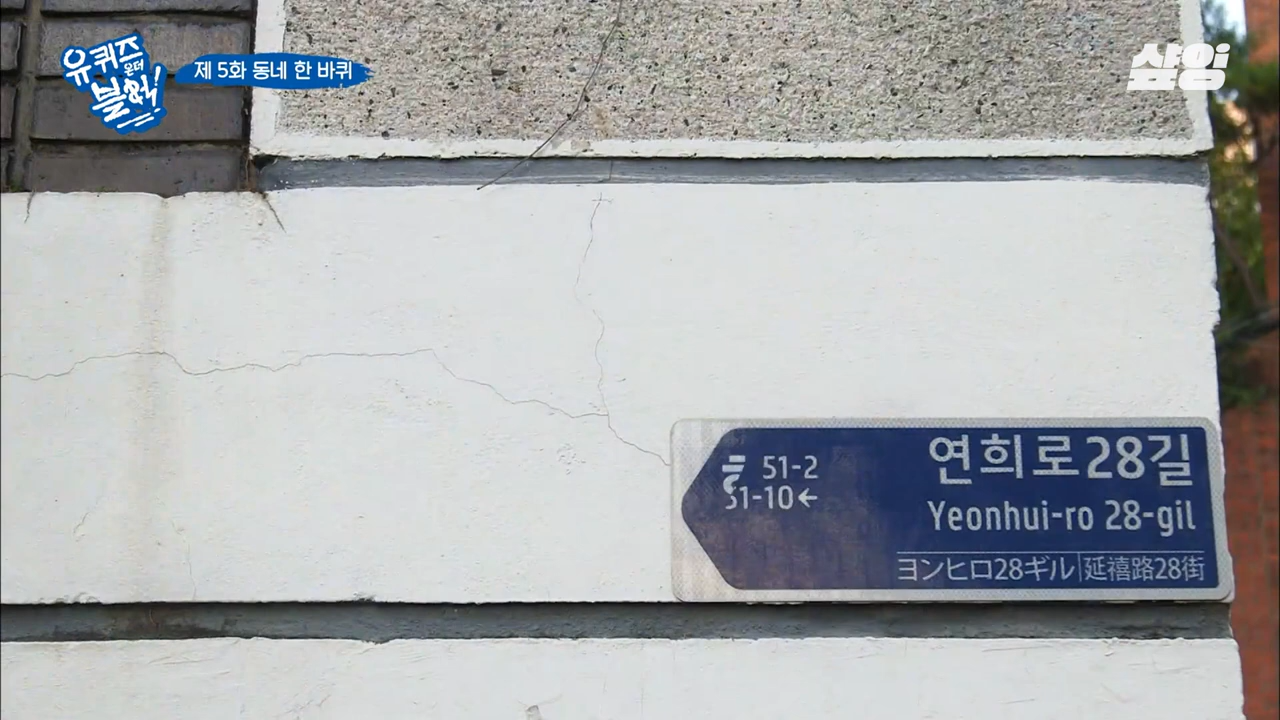 유 퀴즈
온 더
블럭!
제 5화 동네 한 바퀴
샾잉
51-2
51-10←
연희로28길
Yeonhui-ro 28-gil
ヨンヒロ28ギル|延禧路28街